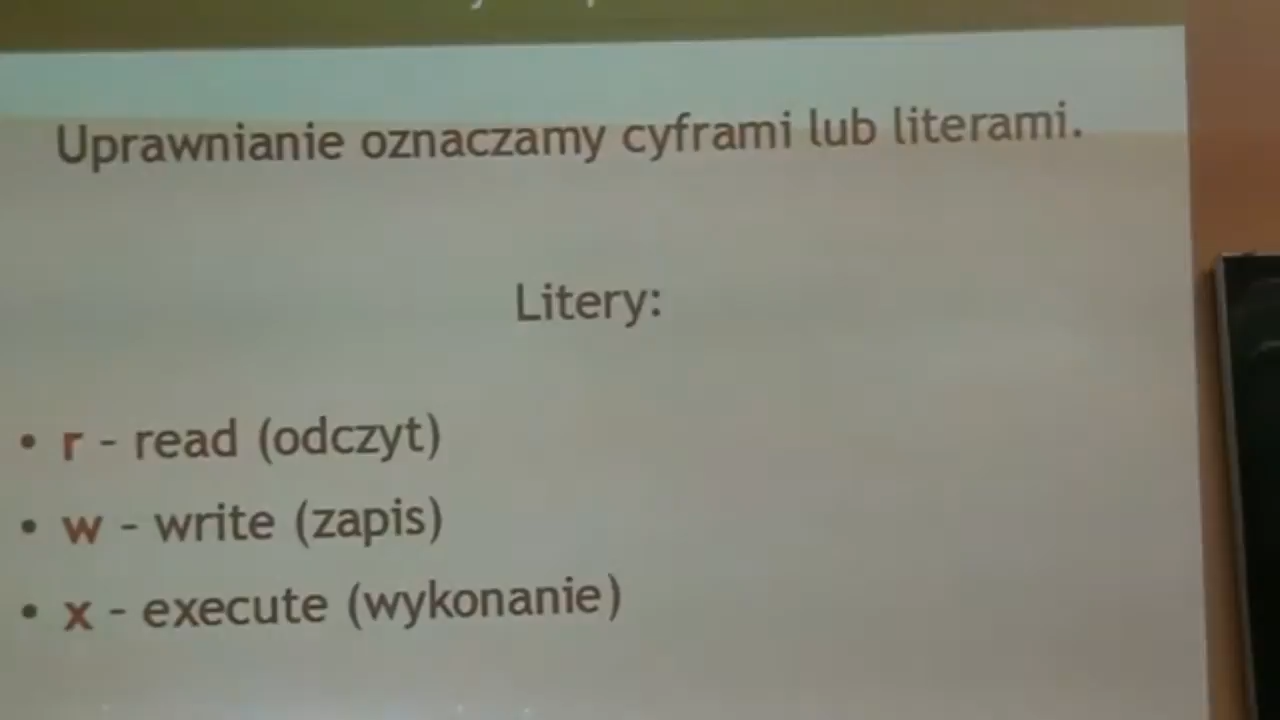 Uprawnianie oznaczamy cyframi lub literami.
Litery:
• r - read (odczyt)
• w - write (zapis)
• x - execute (wykonanie)